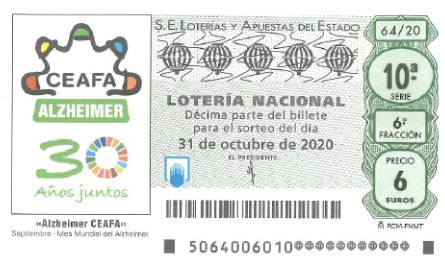 CEAFA
ALZHEIMER
30
Años juntos
«Alzheimer CEAFA»
Septiembre - Mes Mundial del Alzheimer
S.E. LOTERÍAS Y APUESTAS DEL ESTADO
LOTERÍA NACIONAL
Décima parte del billete
para el sorteo del día
31 de octubre de 2020
EL PRESIDENTE
64/20
10ª
SERIE
6ª
FRACCIÓN
PRECIO
6
EUROS
RCM-FNMT
5064006010